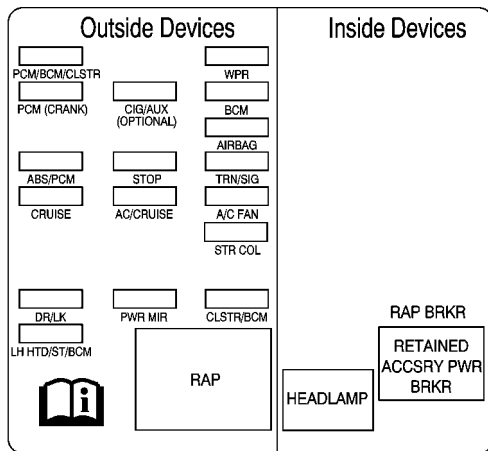 Outside Devices
Inside Devices
PCM/BCM/CLSTR
WPR
PCM (CRANK)
CIG/AUX
(OPTIONAL)
BCM
AIRBAG
ABS/PCM
STOP
TRN/SIG
CRUISE
AC/CRUISE
A/C FAN
STR COL
DR/LK
PWR MIR
CLSTR/BCM
LH HTD/ST/BCM
RAP
i
HEADLAMP
RAP BRKR
RETAINED
ACCSRY PWR
BRKR